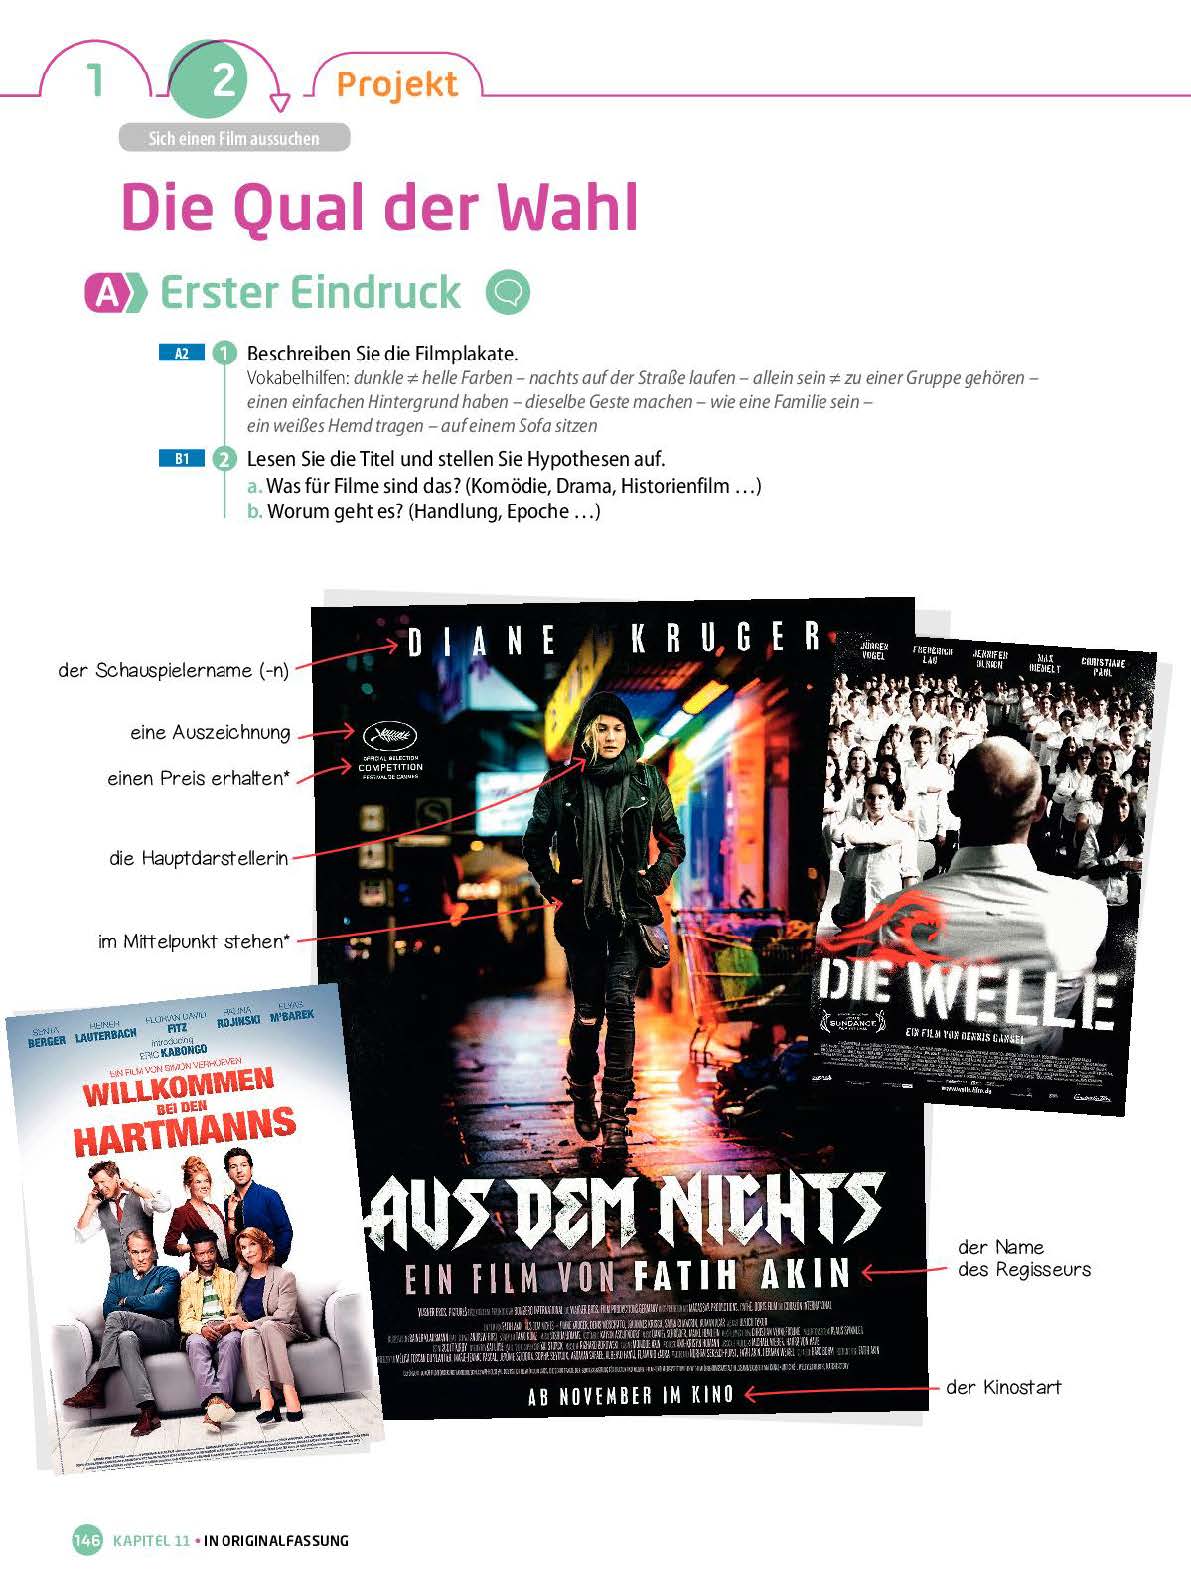 1
2
Projekt
Sich einen Film aussuchen
Die Qual der Wahl
A Erster Eindruck
A2 1 Beschreiben Sie die Filmplakate.
Vokabelhilfen: dunkle ≠ helle Farben – nachts auf der Straße laufen – allein sein ≠ zu einer Gruppe gehören –
einen einfachen Hintergrund haben – dieselbe Geste machen – wie eine Familie sein –
ein weißes Hemd tragen – auf einem Sofa sitzen
B1 2 Lesen Sie die Titel und stellen Sie Hypothesen auf.
a. Was für Filme sind das? (Komödie, Drama, Historienfilm …)
b. Worum geht es? (Handlung, Epoche …)
der Schauspielername (-n)
eine Auszeichnung
einen Preis erhalten*
die Hauptdarstellerin
im Mittelpunkt stehen*
DIANE KRUGER
OFFICIAL SELECTION
COMPETITION
FESTIVAL DE CANNES
AUS DEM NICHTS
EIN FILM VON FATIH AKIN
AB NOVEMBER IM KINO
der Name
des Regisseurs
der Kinostart
JÜRGEN VOGEL
FREDERICK LAU
JENNIFER ULRICH
MAX RIEMELT
CHRISTIANE PAUL
DIE WELLE
SUNDANCE
EIN FILM VON DENNIS GANSEL
www.welle.film.de
SENTA BERGER
HEINER LAUTERBACH
FLORIAN DAVID FITZ
PALINA ROJINSKI
ELYAS M'BAREK
introducing
ERIC KABONGO
EIN FILM VON SIMON VERHOEVEN
WILLKOMMEN
BEI DEN
HARTMANNS
146 KAPITEL 11 • IN ORIGINALFASSUNG